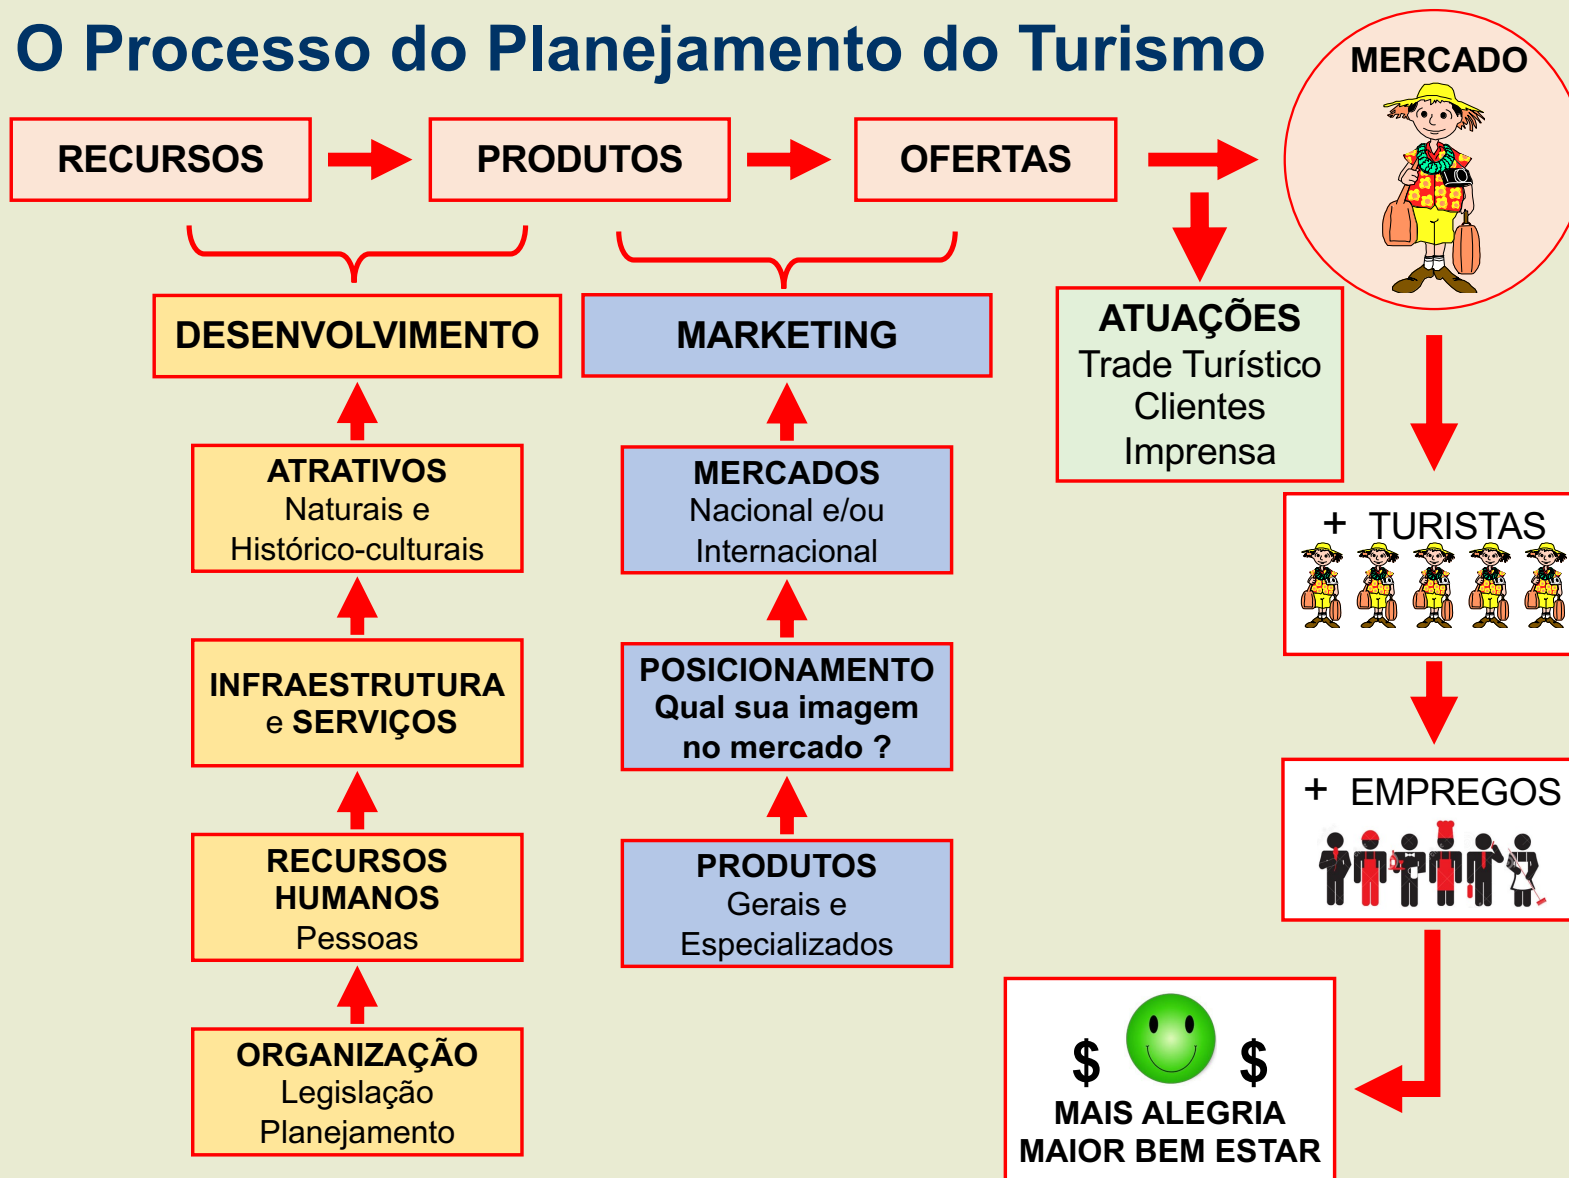 O Processo do Planejamento do Turismo
MERCADO
RECURSOS
PRODUTOS
OFERTAS
DESENVOLVIMENTO
MARKETING
ATUAÇÕES
Trade Turístico
Clientes
Imprensa
ATRATIVOS
Naturais e
Histórico-culturais
MERCADOS
Nacional e/ou
Internacional
+ TURISTAS
INFRAESTRUTURA
e SERVIÇOS
POSICIONAMENTO
Qual sua imagem
no mercado ?
+ EMPREGOS
RECURSOS
HUMANOS
Pessoas
PRODUTOS
Gerais e
Especializados
ORGANIZAÇÃO
Legislação
Planejamento
$ $
MAIS ALEGRIA
MAIOR BEM ESTAR